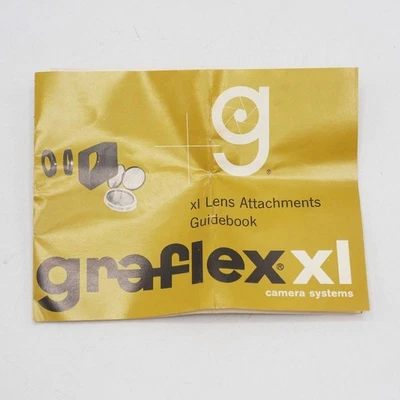 g®
xl Lens Attachments
Guidebook
graflex® xl
camera systems